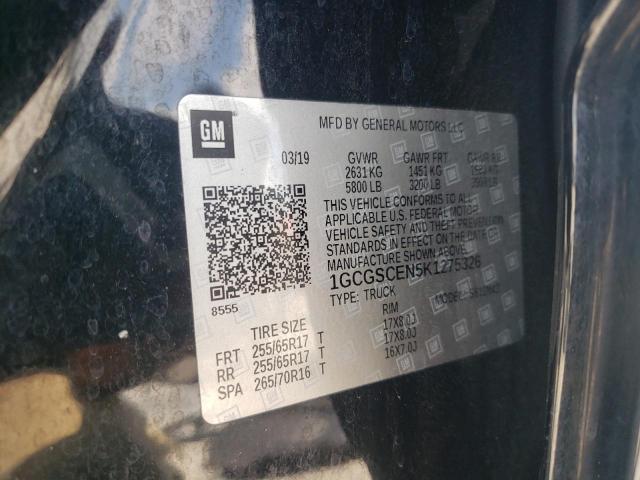 GM
MFD BY GENERAL MOTORS LLC
03/19 GVWR GAWR FRT GAWR RR
2631 KG 1451 KG
5800 LB 3200 LB
THIS VEHICLE CONFORMS TO ALL
APPLICABLE U.S. FEDERAL MOTOR
VEHICLE SAFETY AND THEFT PREVENTION
STANDARDS IN EFFECT ON THE DATE OF
MANUFACTURE SHOWN ABOVE.
1GCGSCEN5K1275326
8555
TYPE: TRUCK MODEL:
TIRE SIZE RIM
FRT 255/65R17 T 17X8.0J
RR 255/65R17 T 17X8.0J
SPA 265/70R16 T 16X7.0J